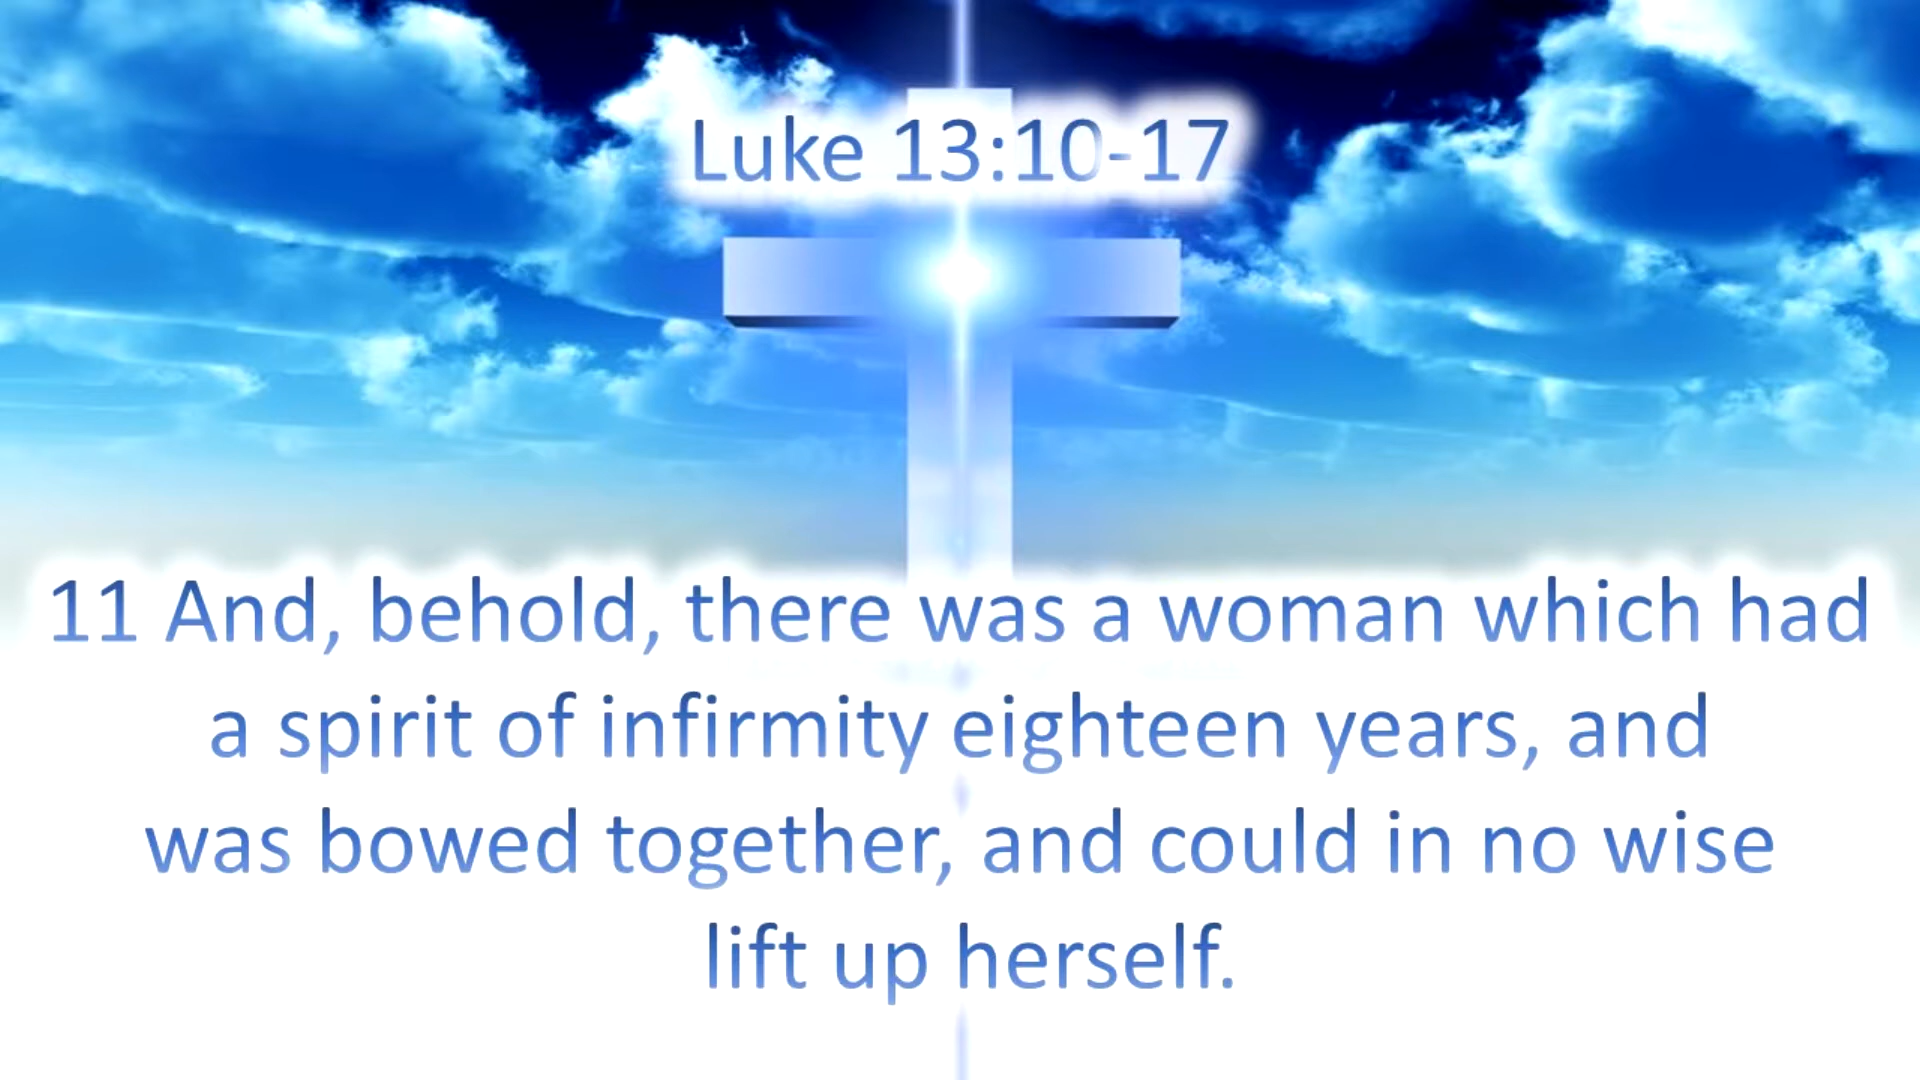 Luke 13:10-17
11 And, behold, there was a woman which had
a spirit of infirmity eighteen years, and
was bowed together, and could in no wise
lift up herself.